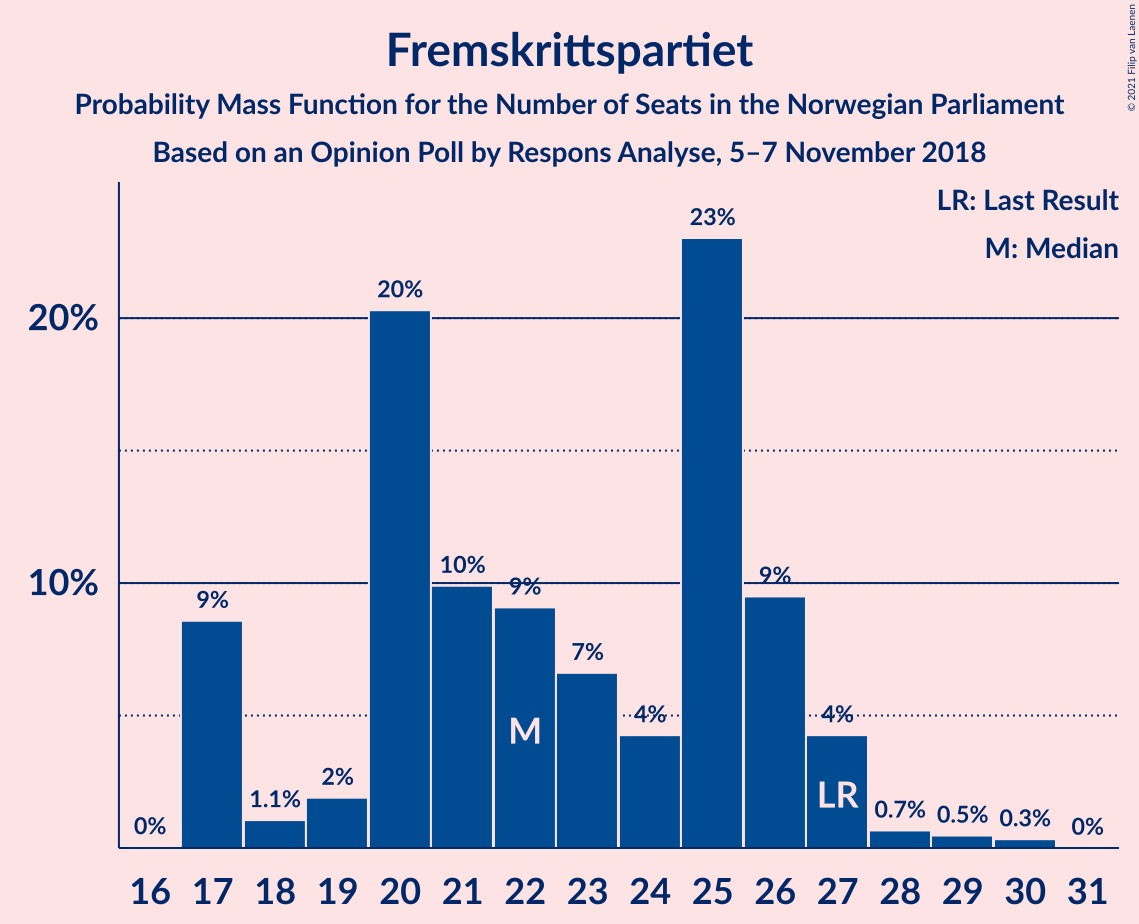 Fremskrittspartiet
Probability Mass Function for the Number of Seats in the Norwegian Parliament
Based on an Opinion Poll by Respons Analyse, 5–7 November 2018
© 2021 Filip van Laenen
LR: Last Result
M: Median
20%
10%
0%
9%
1.1%
2%
20%
10%
9%
7%
4%
23%
9%
4%
0.7%
0.5%
0.3%
0%
M
LR
16 17 18 19 20 21 22 23 24 25 26 27 28 29 30 31